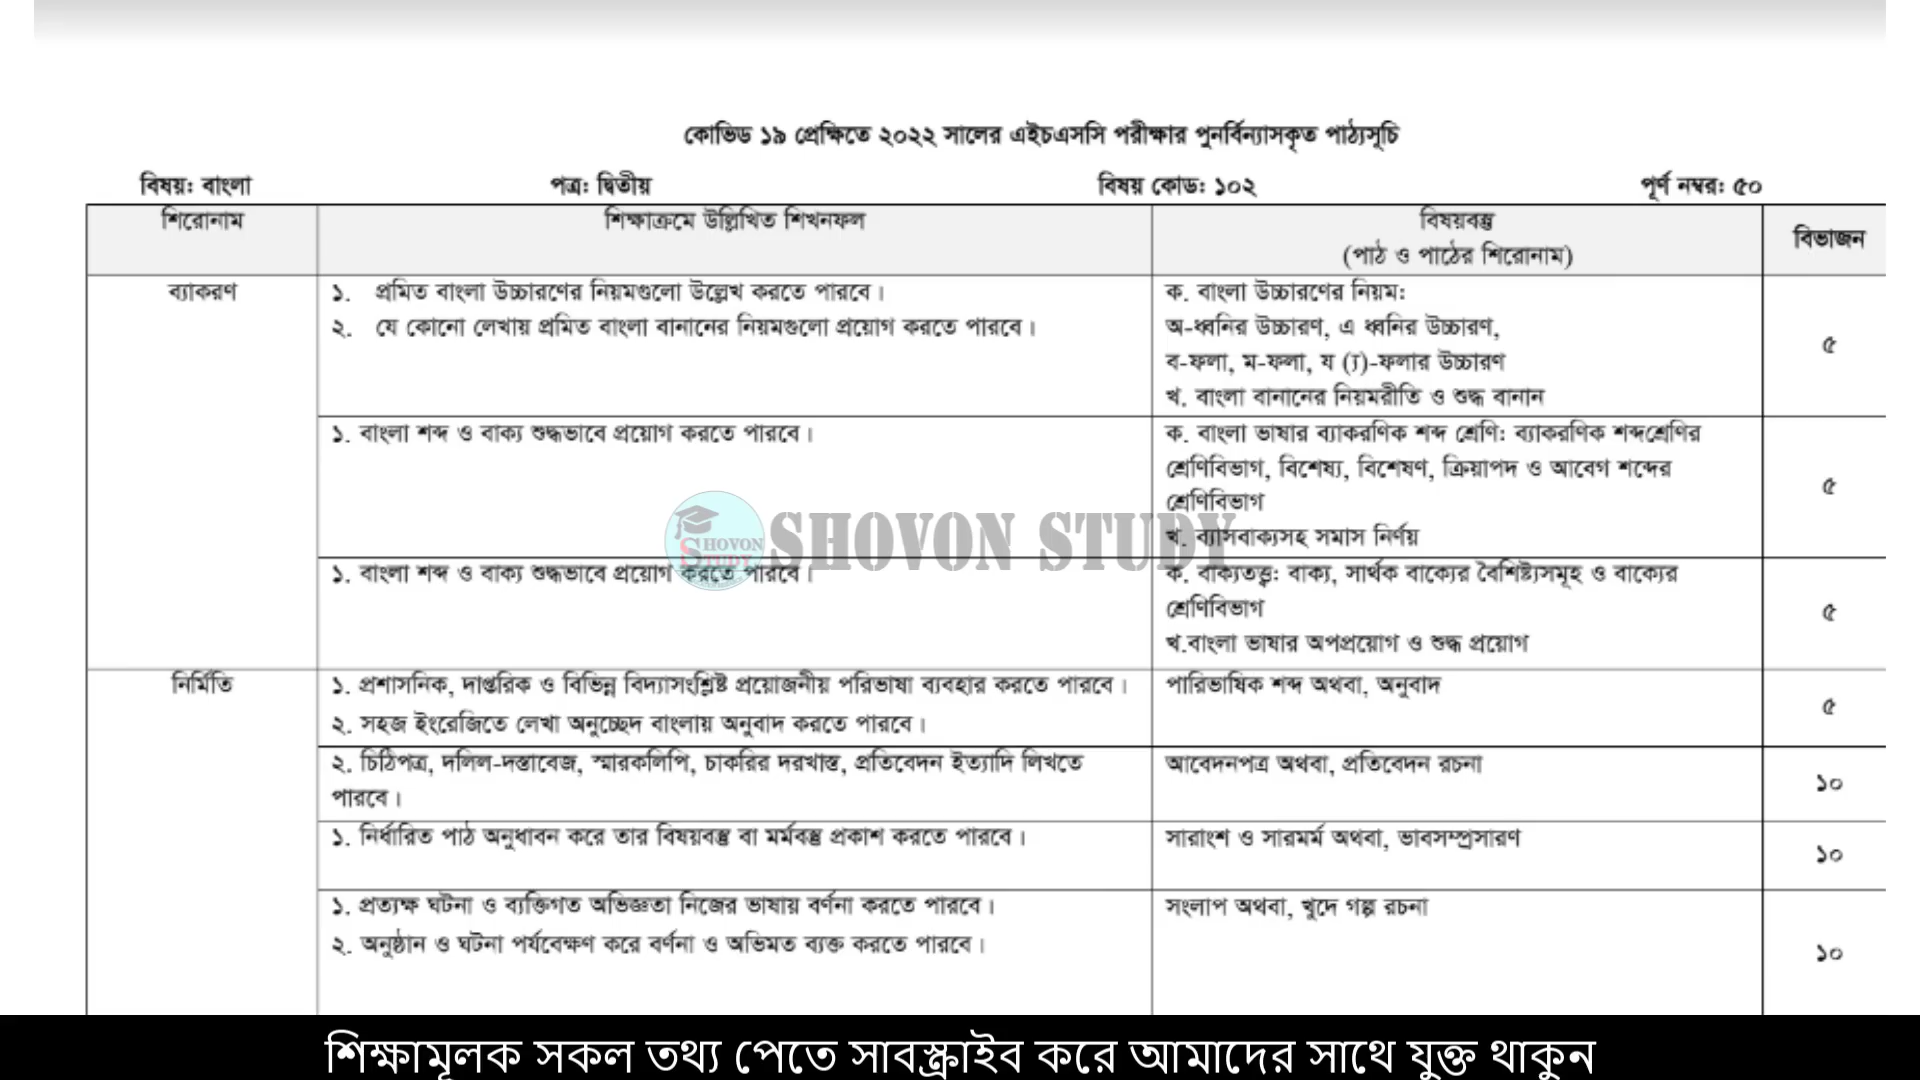 কোভিড ১৯ প্রেক্ষিতে ২০২২ সালের এইচএসসি পরীক্ষার পুনর্বিন্যাসকৃত পাঠ্যসূচি
বিষয়: বাংলা পত্র: দ্বিতীয় বিষয় কোড: ১০২ পূর্ণ নম্বর: ৫০
শিরোনাম
শিক্ষাক্রমে উল্লিখিত শিখনফল
বিষয়বস্তু
(পাঠ ও পাঠের শিরোনাম)
বিভাজন
ব্যাকরণ
১. প্রমিত বাংলা উচ্চারণের নিয়মগুলো উল্লেখ করতে পারবে।
২. যে কোনো লেখায় প্রমিত বাংলা বানানের নিয়মগুলো প্রয়োগ করতে পারবে।
ক. বাংলা উচ্চারণের নিয়ম:
অ-ধ্বনির উচ্চারণ, এ ধ্বনির উচ্চারণ,
ব-ফলা, ম-ফলা, য (্য)-ফলার উচ্চারণ
খ. বাংলা বানানের নিয়মরীতি ও শুদ্ধ বানান
৫
১. বাংলা শব্দ ও বাক্য শুদ্ধভাবে প্রয়োগ করতে পারবে।
ক. বাংলা ভাষার ব্যাকরণিক শব্দ শ্রেণি: ব্যাকরণিক শব্দশ্রেণির
শ্রেণিবিভাগ, বিশেষ্য, বিশেষণ, ক্রিয়াপদ ও আবেগ শব্দের
শ্রেণিবিভাগ
খ. ব্যাসবাক্যসহ সমাস নির্ণয়
৫
SHOVON STUDY
SHOVON
STUDY
১. বাংলা শব্দ ও বাক্য শুদ্ধভাবে প্রয়োগ করতে পারবে।
ক. বাক্যতত্ত্ব: বাক্য, সার্থক বাক্যের বৈশিষ্ট্যসমূহ ও বাক্যের
শ্রেণিবিভাগ
খ.বাংলা ভাষার অপপ্রয়োগ ও শুদ্ধ প্রয়োগ
৫
নির্মিতি
১. প্রশাসনিক, দাপ্তরিক ও বিভিন্ন বিদ্যাসংশ্লিষ্ট প্রয়োজনীয় পরিভাষা ব্যবহার করতে পারবে।
২. সহজ ইংরেজিতে লেখা অনুচ্ছেদ বাংলায় অনুবাদ করতে পারবে।
পারিভাষিক শব্দ অথবা, অনুবাদ
৫
২. চিঠিপত্র, দলিল-দস্তাবেজ, স্মারকলিপি, চাকরির দরখাস্ত, প্রতিবেদন ইত্যাদি লিখতে
পারবে।
আবেদনপত্র অথবা, প্রতিবেদন রচনা
১০
১. নির্ধারিত পাঠ অনুধাবন করে তার বিষয়বস্তু বা মর্মবস্তু প্রকাশ করতে পারবে।
সারাংশ ও সারমর্ম অথবা, ভাবসম্প্রসারণ
১০
১. প্রত্যক্ষ ঘটনা ও ব্যক্তিগত অভিজ্ঞতা নিজের ভাষায় বর্ণনা করতে পারবে।
২. অনুষ্ঠান ও ঘটনা পর্যবেক্ষণ করে বর্ণনা ও অভিমত ব্যক্ত করতে পারবে।
সংলাপ অথবা, খুদে গল্প রচনা
১০
শিক্ষামূলক সকল তথ্য পেতে সাবস্ক্রাইব করে আমাদের সাথে যুক্ত থাকুন